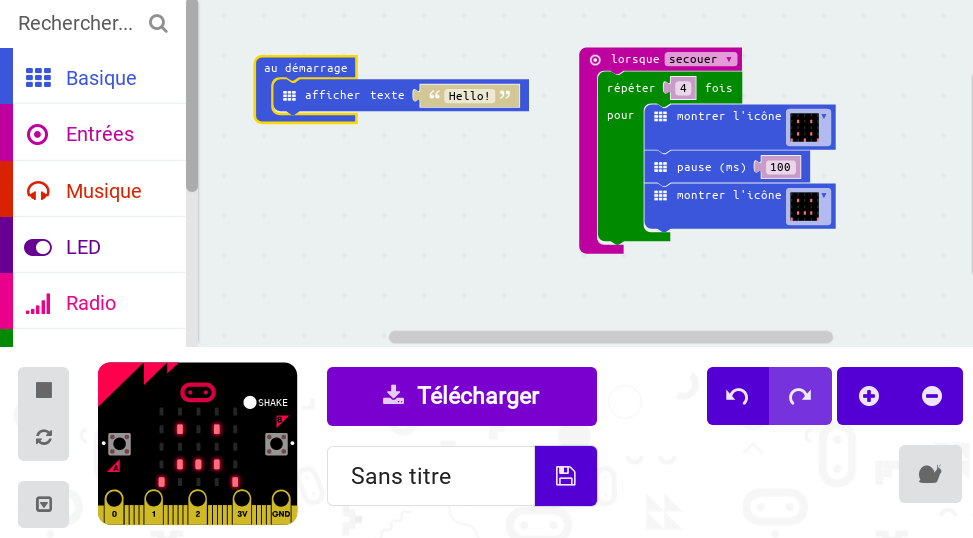 Rechercher...
Basique
Entrées
Musique
LED
Radio
au démarrage
afficher texte “ Hello! ”
lorsque secouer
répéter 4 fois
pour
montrer l'icône
pause (ms) 100
montrer l'icône
SHAKE
B
A
0 1 2 3V GND
Télécharger
Sans titre